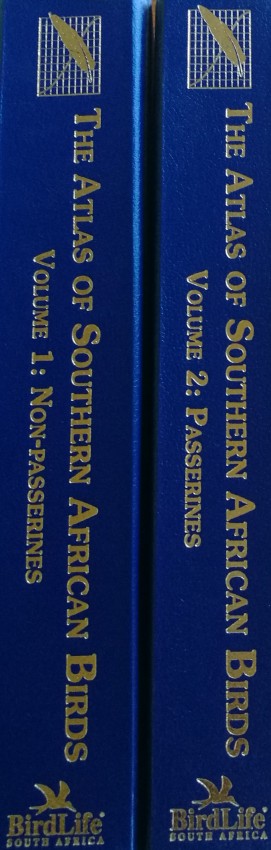 THE ATLAS OF SOUTHERN AFRICAN BIRDS
VOLUME 1: NON-PASSERINES
BirdLife
SOUTH AFRICA
THE ATLAS OF SOUTHERN AFRICAN BIRDS
VOLUME 2: PASSERINES
BirdLife
SOUTH AFRICA